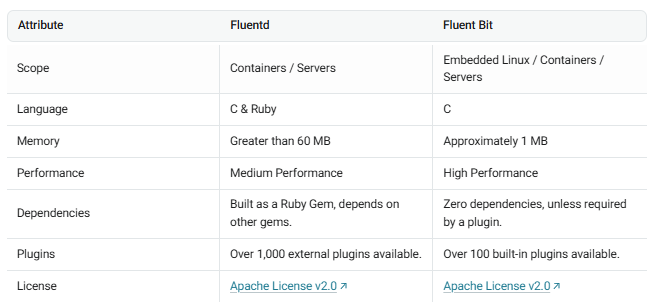 Attribute Fluentd Fluent Bit
Scope Containers / Servers Embedded Linux / Containers /
Servers
Language C & Ruby C
Memory Greater than 60 MB Approximately 1 MB
Performance Medium Performance High Performance
Dependencies Built as a Ruby Gem, depends on
other gems. Zero dependencies, unless required
by a plugin.
Plugins Over 1,000 external plugins available. Over 100 built-in plugins available.
License Apache License v2.0 ↗ Apache License v2.0 ↗